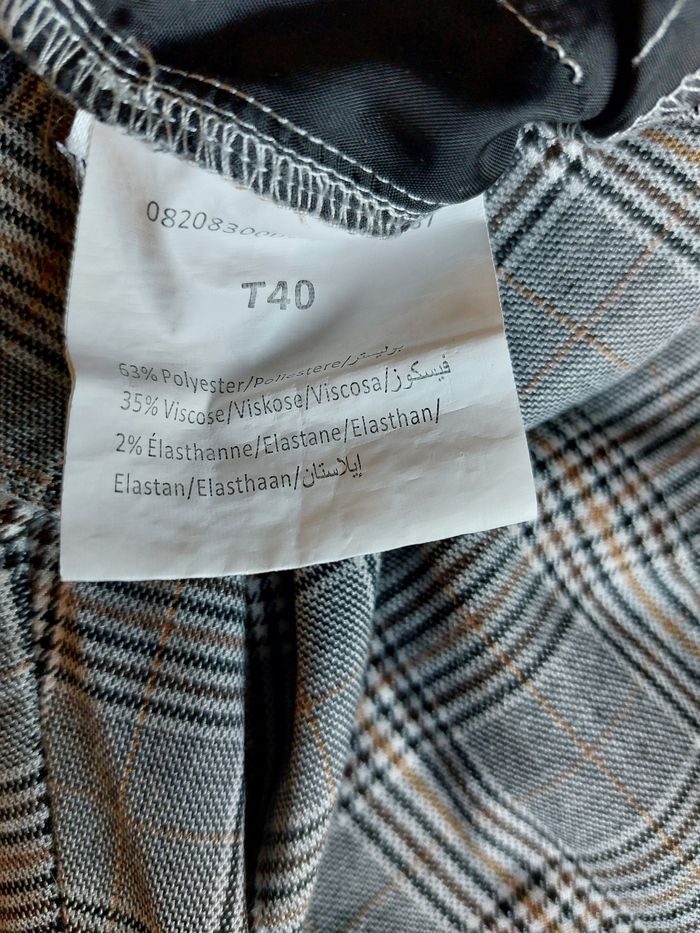 T40
63% Polyester/Poliestere/بوليستر/
35% Viscose/Viskose/Viscosa/فيسكوز/
2% Élasthanne/Elastane/Elasthan/
Elastan/Elasthaan/إيلاستان